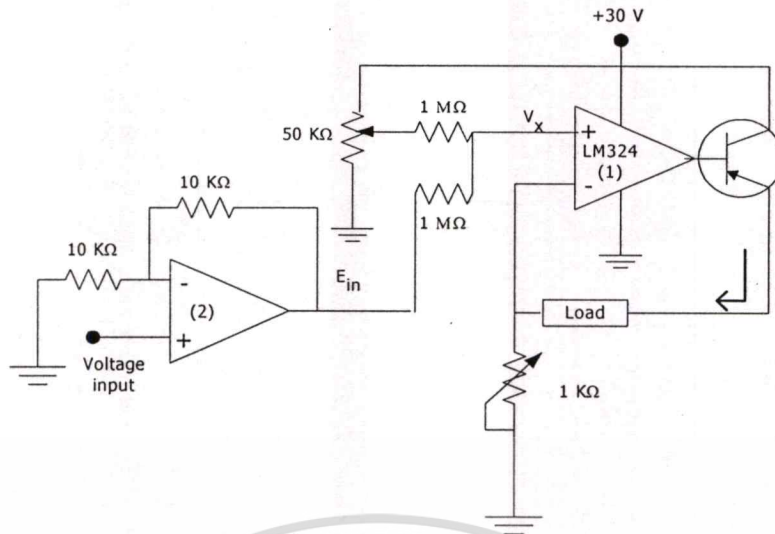 +30 V
1 MΩ
50 KΩ
Vx
+
LM324
(1)
-
10 KΩ
1 MΩ
10 KΩ
Ein
-
(2)
+
Voltage
input
Load
1 KΩ